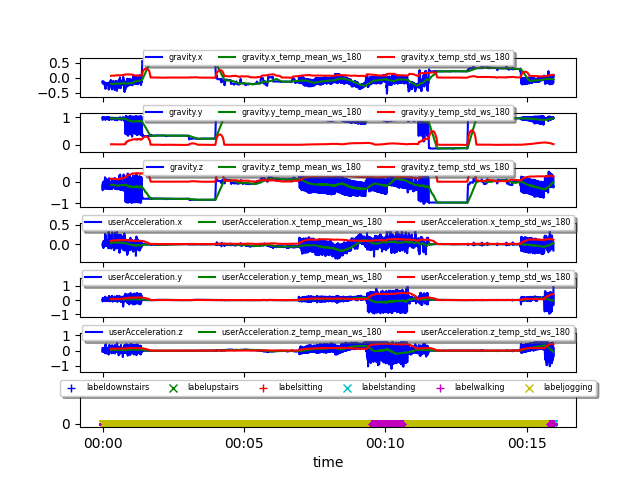 gravity.x gravity.x_temp_mean_ws_180 gravity.x_temp_std_ws_180
0.5
0.0
−0.5
gravity.y gravity.y_temp_mean_ws_180 gravity.y_temp_std_ws_180
1
0
gravity.z gravity.z_temp_mean_ws_180 gravity.z_temp_std_ws_180
0
−1
userAcceleration.x userAcceleration.x_temp_mean_ws_180 userAcceleration.x_temp_std_ws_180
0.5
0.0
userAcceleration.y userAcceleration.y_temp_mean_ws_180 userAcceleration.y_temp_std_ws_180
1
0
−1
userAcceleration.z userAcceleration.z_temp_mean_ws_180 userAcceleration.z_temp_std_ws_180
1
0
−1
labeldownstairs labelupstairs labelsitting labelstanding labelwalking labeljogging
0
00:00 00:05 00:10 00:15
time